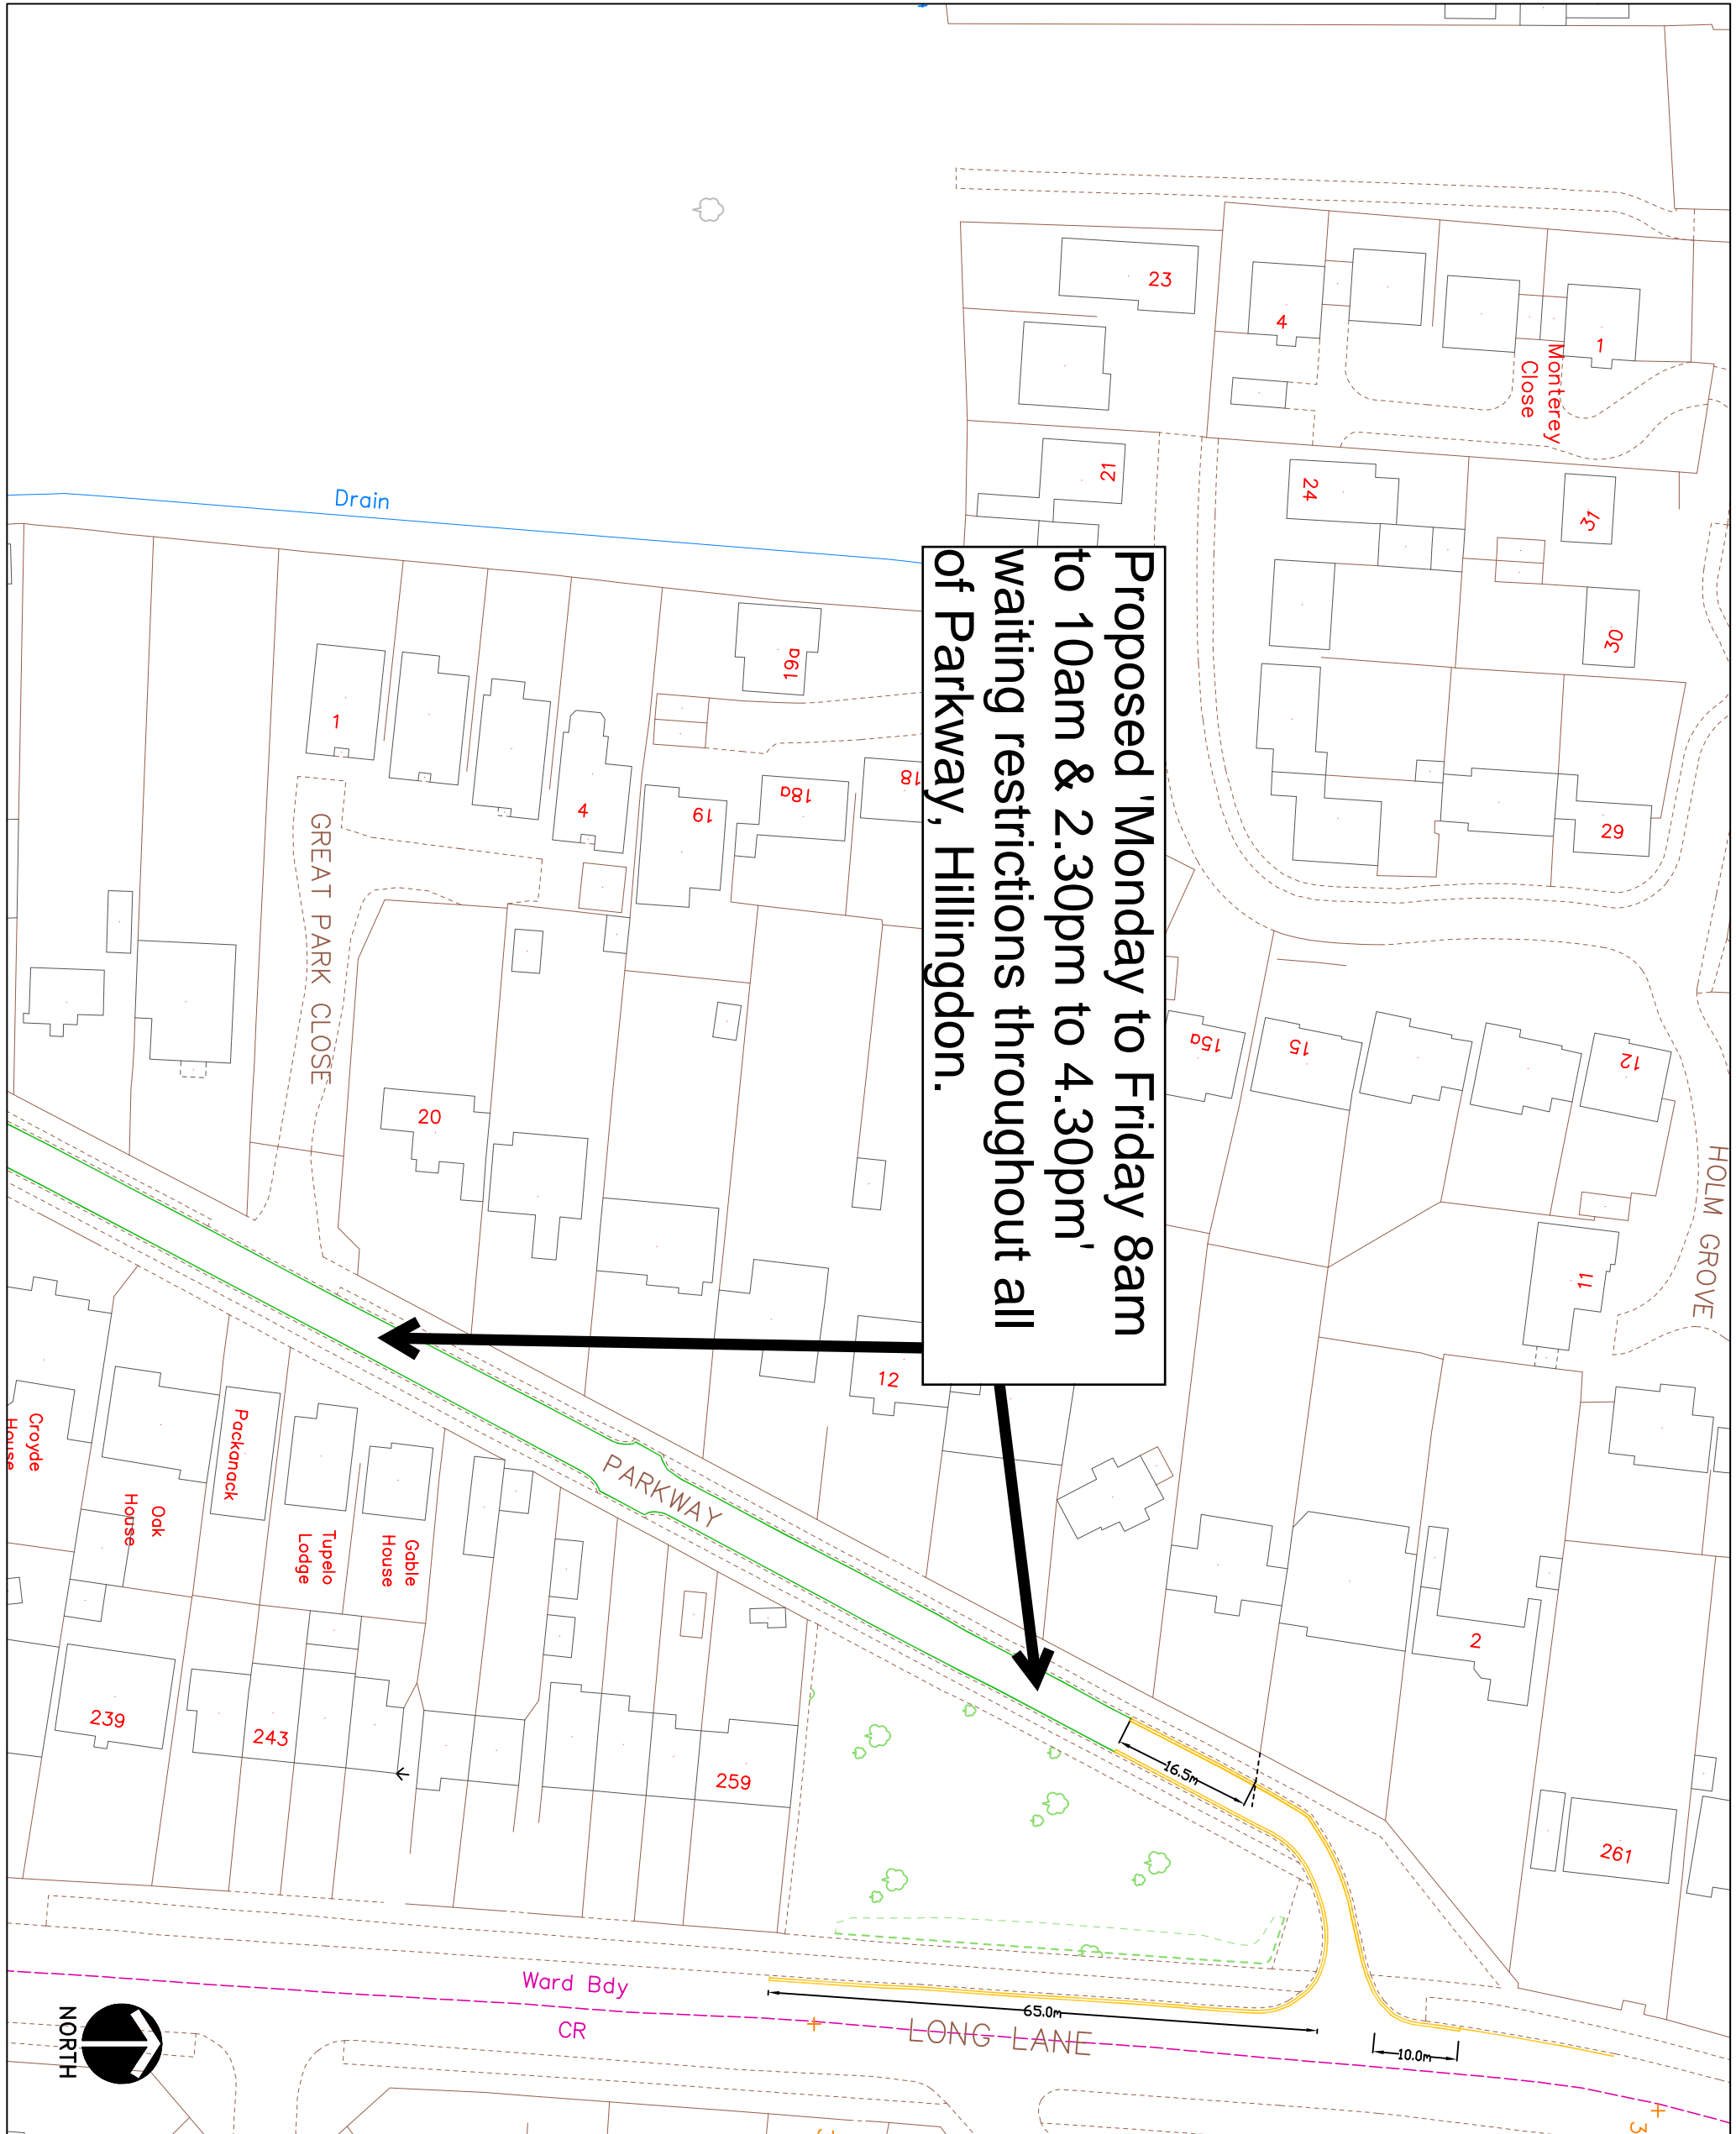 Proposed 'Monday to Friday 8am
to 10am & 2.30pm to 4.30pm'
waiting restrictions throughout all
of Parkway, Hillingdon.
23
4
1
Monterey
Close
21
24
31
30
29
Drain
19a
1
4
19
18a
18
GREAT PARK CLOSE
20
15a
15
12
HOLM GROVE
11
12
PARKWAY
2
Croyde
House
Oak
House
Packanack
Tupelo
Lodge
Gable
House
239
243
259
261
16.5m
65.0m
10.0m
Ward Bdy
CR
LONG LANE
NORTH
3